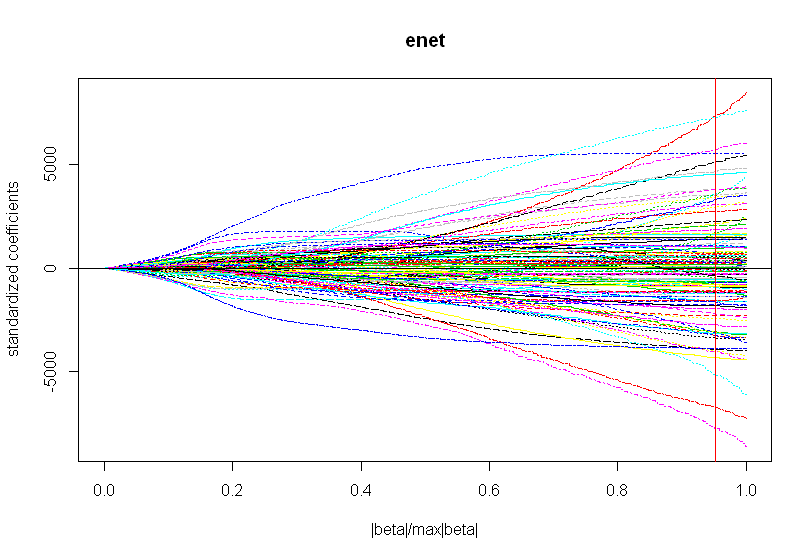 enet
standardized coefficients
5000
0
-5000
0.0 0.2 0.4 0.6 0.8 1.0
|beta|/max|beta|